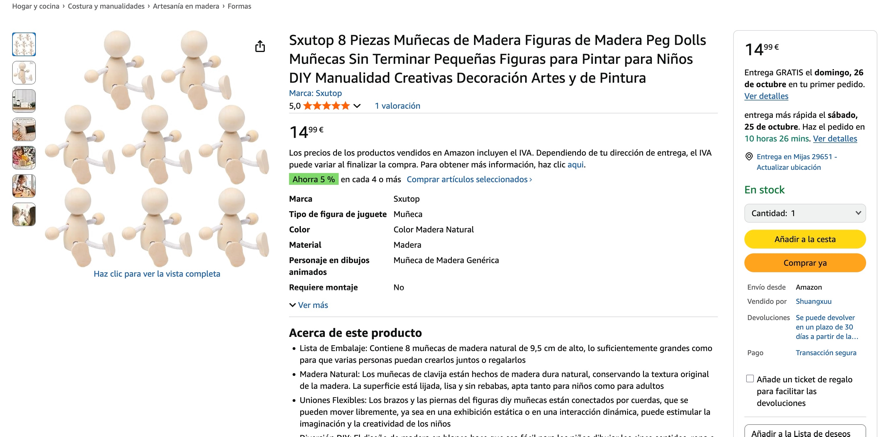 Hogar y cocina › Costura y manualidades › Artesanía en madera › Formas
Sxutop 8 Piezas Muñecas de Madera Figuras de Madera Peg Dolls
Muñecas Sin Terminar Pequeñas Figuras para Pintar para Niños
DIY Manualidad Creativas Decoración Artes y de Pintura
Marca: Sxutop
5,0 1 valoración
14,99 €
Los precios de los productos vendidos en Amazon incluyen el IVA. Dependiendo de tu dirección de entrega, el IVA
puede variar al finalizar la compra. Para obtener más información, haz clic aquí.
Ahorra 5 % en cada 4 o más Comprar artículos seleccionados ›
Marca Sxutop
Tipo de figura de juguete Muñeca
Color Color Madera Natural
Material Madera
Personaje en dibujos Muñeca de Madera Genérica
animados
Requiere montaje No
Ver más
Haz clic para ver la vista completa
Acerca de este producto
• Lista de Embalaje: Contiene 8 muñecas de madera natural de 9,5 cm de alto, lo suficientemente grandes como
para que varias personas puedan crearlos juntos o regalarlos
• Madera Natural: Los muñecas de clavija están hechos de madera dura natural, conservando la textura original
de la madera. La superficie está lijada, lisa y sin rebabas, apta tanto para niños como para adultos
• Uniones Flexibles: Los brazos y las piernas del figuras diy muñecas están conectados por cuerdas, que se
pueden mover libremente, ya sea en una exhibición estática o en una interacción dinámica, puede estimular la
imaginación y la creatividad de los niños
14,99 €
Entrega GRATIS el domingo, 26
de octubre en tu primer pedido.
Ver detalles
entrega más rápida el sábado,
25 de octubre. Haz el pedido en
10 horas 26 mins. Ver detalles
Entrega en Mijas 29651 -
Actualizar ubicación
En stock
Cantidad: 1
Añadir a la cesta
Comprar ya
Envío desde Amazon
Vendido por Shuangxuu
Devoluciones Se puede devolver
en un plazo de 30
días a partir de la...
Pago Transacción segura
Añade un ticket de regalo
para facilitar las
devoluciones
Añadir a la Lista de deseos